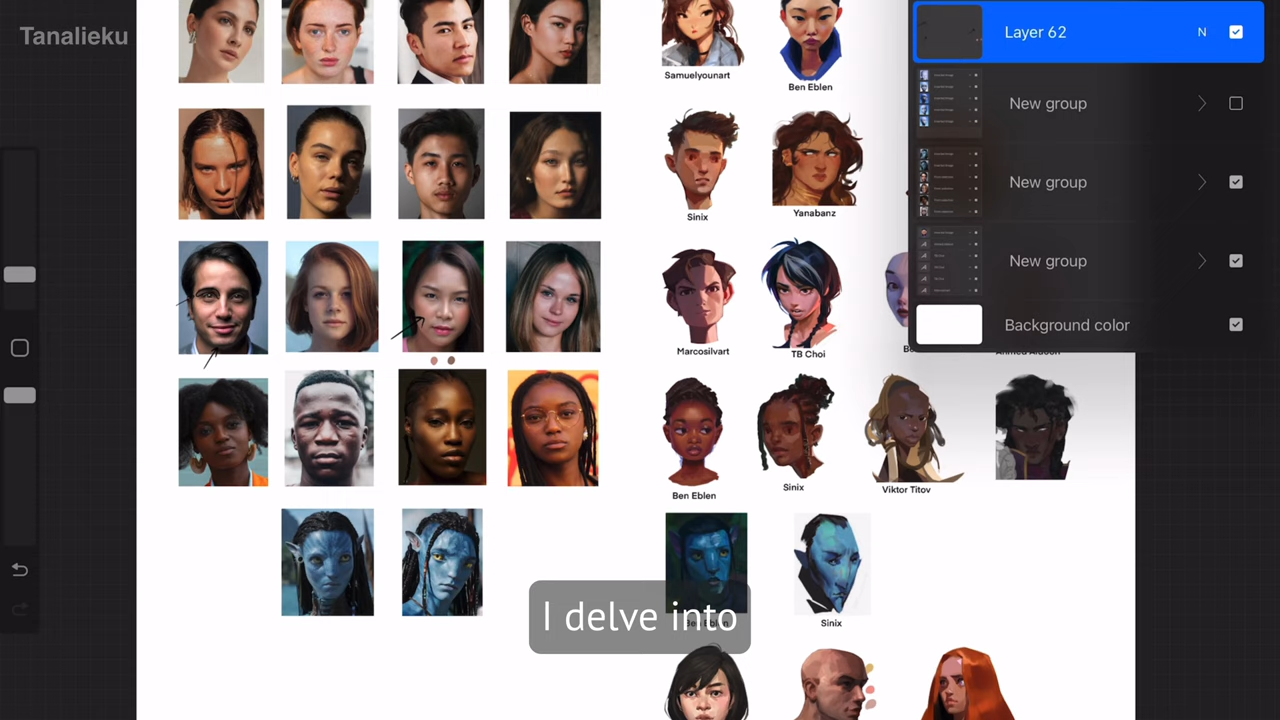 Tanalieku
Samuelyounart
Ben Eblen
Sinix
Yanabanz
Marcosilvart
TB Choi
Ben Eblen
Sinix
Viktor Titov
Sinix
I delve into
Layer 62
N
New group
New group
New group
Background color